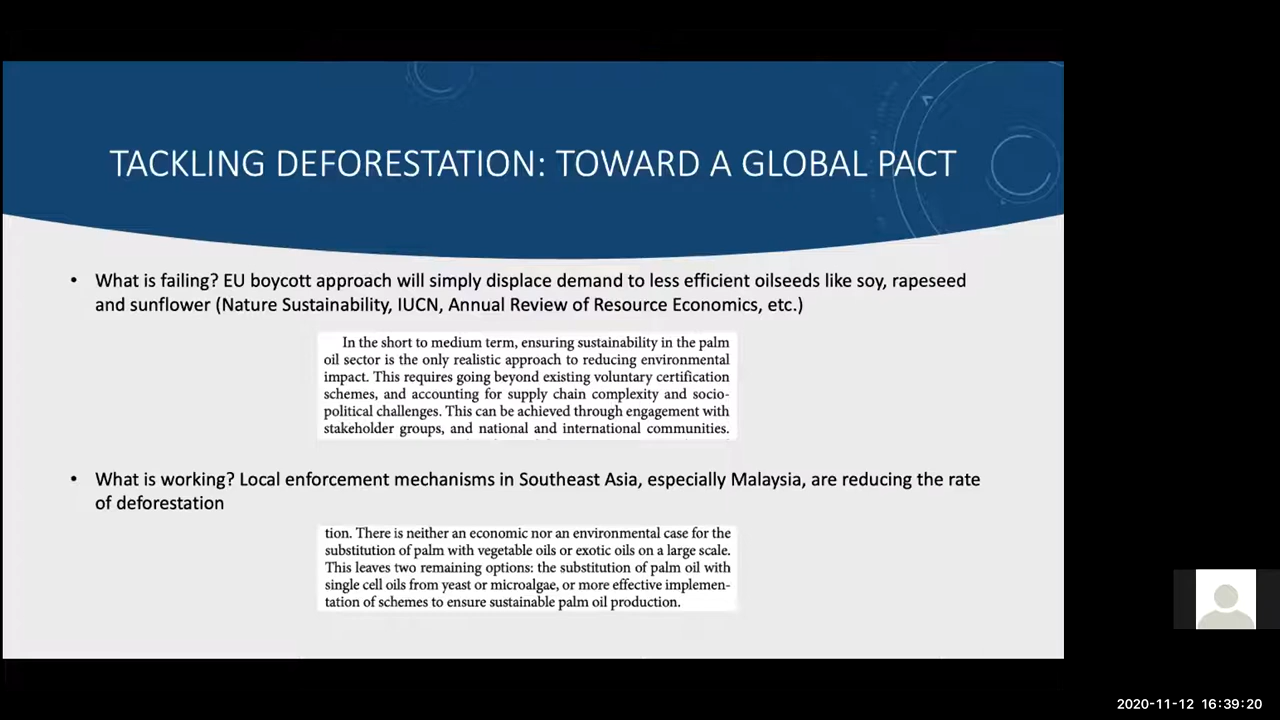 TACKLING DEFORESTATION: TOWARD A GLOBAL PACT
• What is failing? EU boycott approach will simply displace demand to less efficient oilseeds like soy, rapeseed
and sunflower (Nature Sustainability, IUCN, Annual Review of Resource Economics, etc.)
In the short to medium term, ensuring sustainability in the palm
oil sector is the only realistic approach to reducing environmental
impact. This requires going beyond existing voluntary certification
schemes, and accounting for supply chain complexity and socio-
political challenges. This can be achieved through engagement with
stakeholder groups, and national and international communities.
• What is working? Local enforcement mechanisms in Southeast Asia, especially Malaysia, are reducing the rate
of deforestation
tion. There is neither an economic nor an environmental case for the
substitution of palm with vegetable oils or exotic oils on a large scale.
This leaves two remaining options: the substitution of palm oil with
single cell oils from yeast or microalgae, or more effective implemen-
tation of schemes to ensure sustainable palm oil production.
2020-11-12 16:39:20